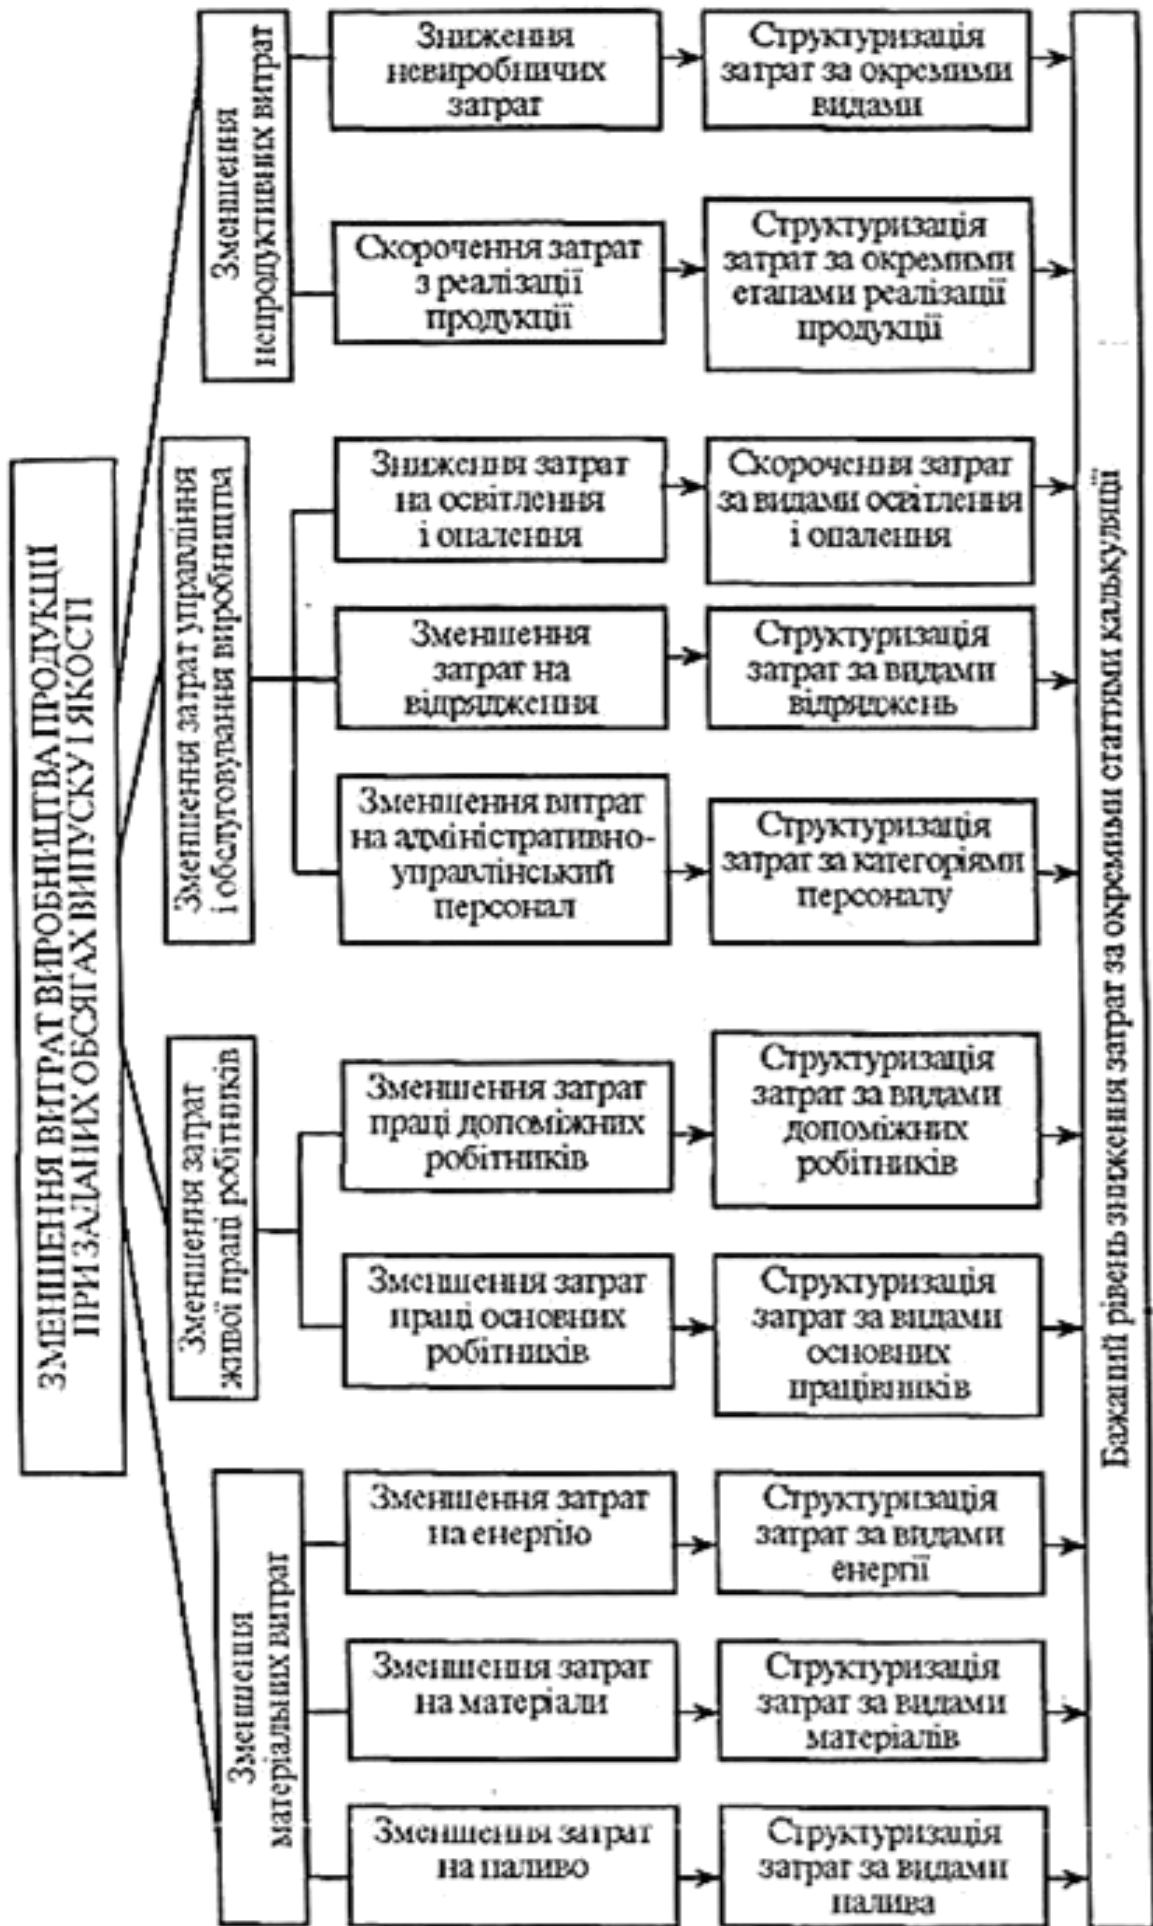 ЗМЕНШЕННЯ ВИТРАТ ВИРОБНИЦТВА ПРОДУКЦІЇ
ПРИ ЗАДАНИХ ОБСЯГАХ ВИПУСКУ І ЯКОСТІ
Зменшення
непродуктивних витрат
Зниження
невиробничих
затрат
Структуризація
затрат за окремими
видами
Скорочення затрат
з реалізації
продукції
Структуризація
затрат за окремими
етапами реалізації
продукції
Зменшення затрат управління
і обслуговування виробництва
Зниження затрат
на освітлення
і опалення
Скорочення затрат
за видами освітлення
і опалення
Зменшення
затрат на
відрядження
Структуризація
затрат за видами
відряджень
Зменшення витрат
на адміністративно-
управлінський
персонал
Структуризація
затрат за категоріями
персоналу
Зменшення затрат
живої праці робітників
Зменшення затрат
праці допоміжних
робітників
Структуризація
затрат за видами
допоміжних
робітників
Зменшення затрат
праці основних
робітників
Структуризація
затрат за видами
основних
працівників
Зменшення
матеріальних витрат
Зменшення затрат
на енергію
Структуризація
затрат за видами
енергії
Зменшення затрат
на матеріали
Структуризація
затрат за видами
матеріалів
Зменшення затрат
на паливо
Структуризація
затрат за видами
палива
Бажаний рівень зниження затрат за окремими статтями калькуляції